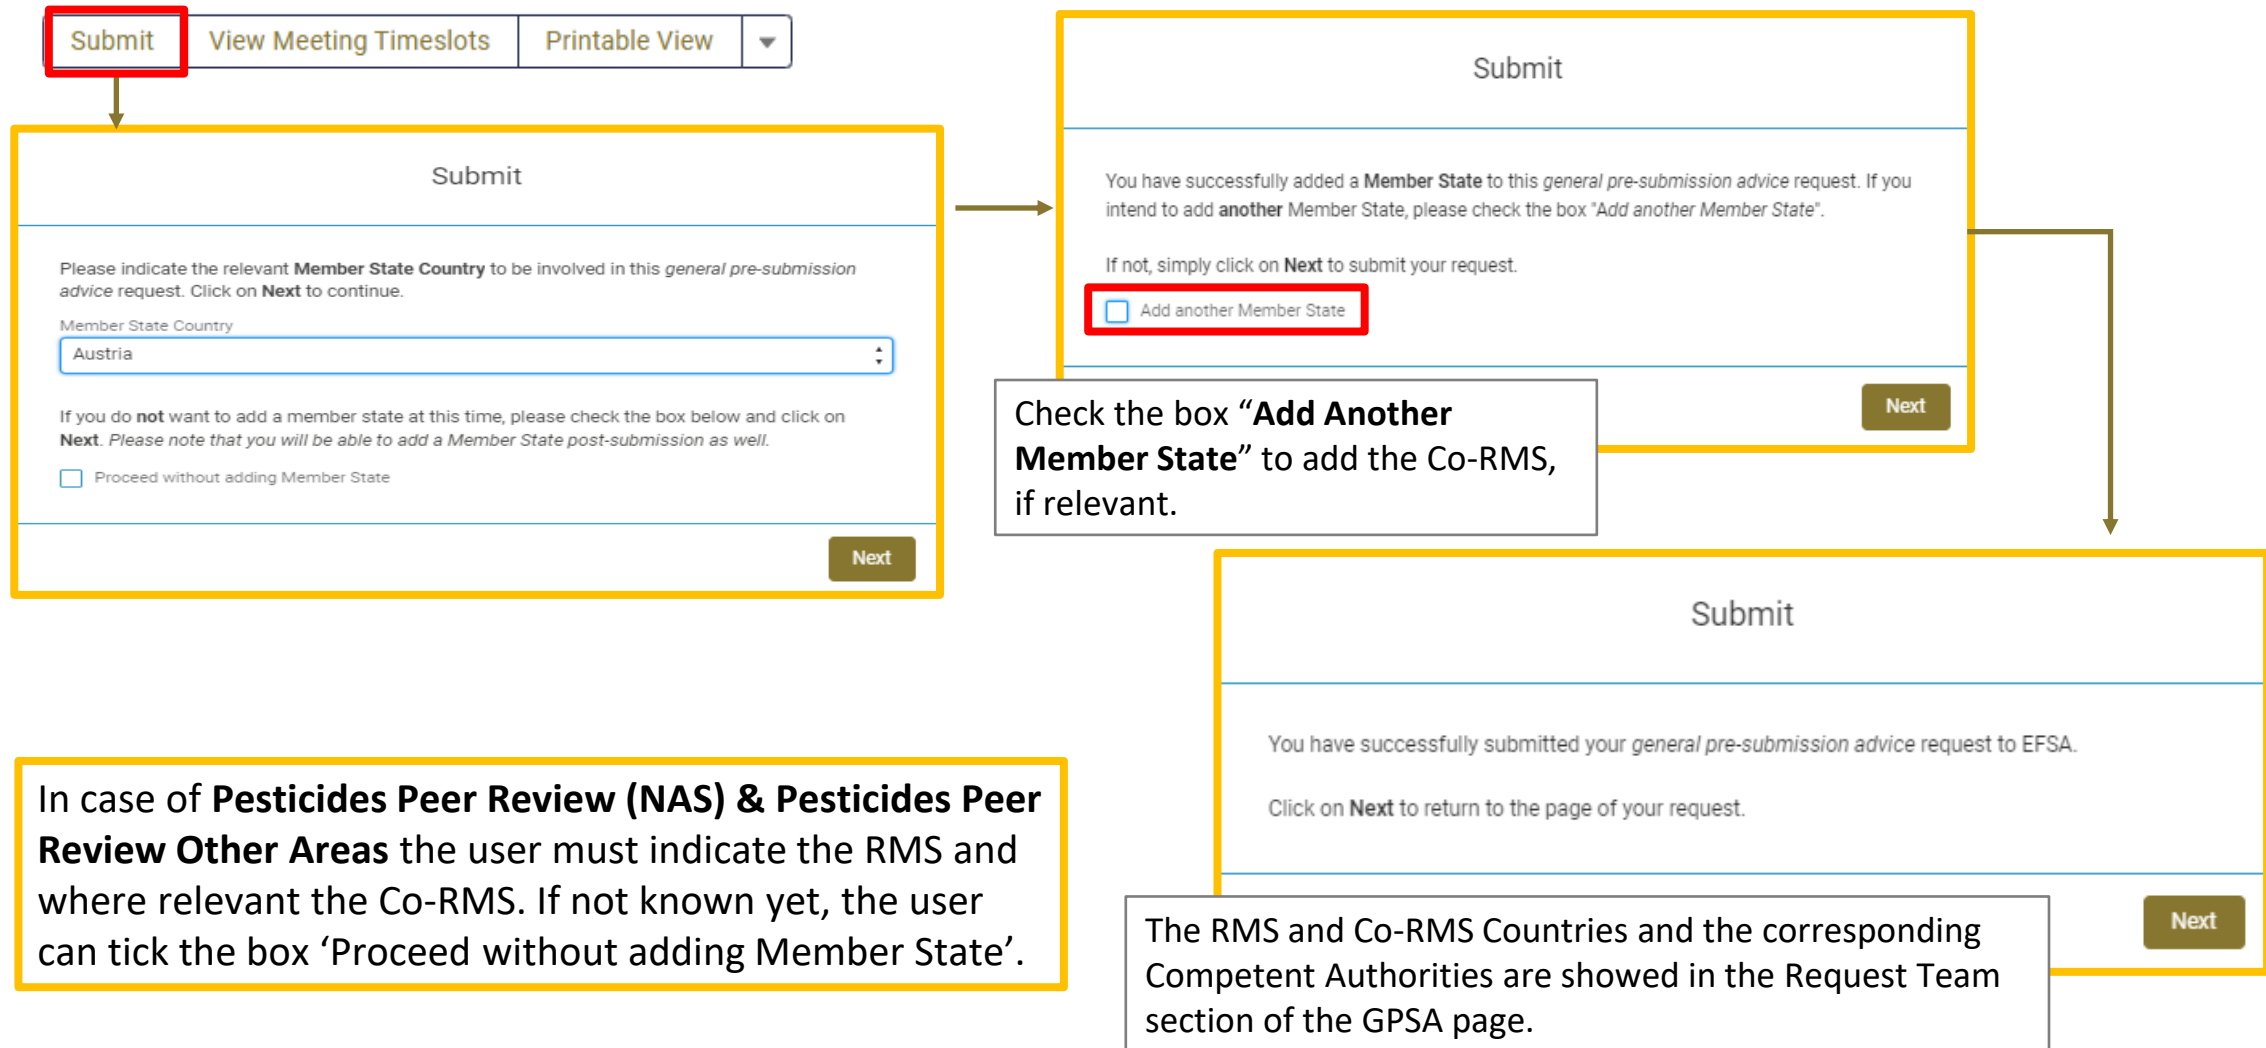 Submit
View Meeting Timeslots
Printable View
Submit
Please indicate the relevant Member State Country to be involved in this general pre-submission
advice request. Click on Next to continue.
Member State Country
Austria
If you do not want to add a member state at this time, please check the box below and click on
Next. Please note that you will be able to add a Member State post-submission as well.
Proceed without adding Member State
Next
Submit
You have successfully added a Member State to this general pre-submission advice request. If you
intend to add another Member State, please check the box "Add another Member State".
If not, simply click on Next to submit your request.
Add another Member State
Next
Check the box “Add Another
Member State” to add the Co-RMS,
if relevant.
Submit
You have successfully submitted your general pre-submission advice request to EFSA.
Click on Next to return to the page of your request.
Next
In case of Pesticides Peer Review (NAS) & Pesticides Peer
Review Other Areas the user must indicate the RMS and
where relevant the Co-RMS. If not known yet, the user
can tick the box ‘Proceed without adding Member State’.
The RMS and Co-RMS Countries and the corresponding
Competent Authorities are showed in the Request Team
section of the GPSA page.